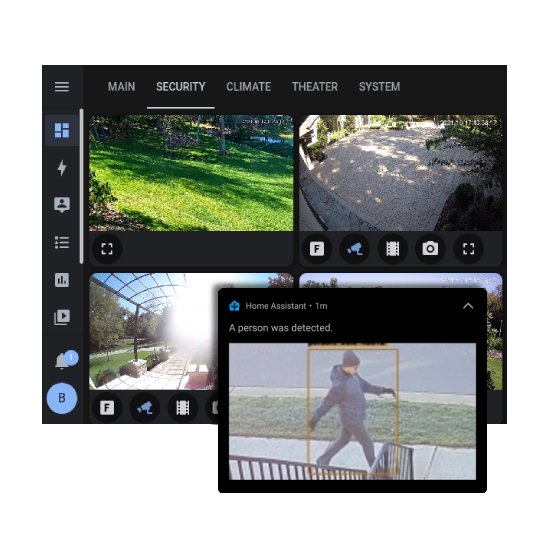 MAIN SECURITY CLIMATE THEATER SYSTEM
F
1
F
B
Home Assistant • 1m
A person was detected.